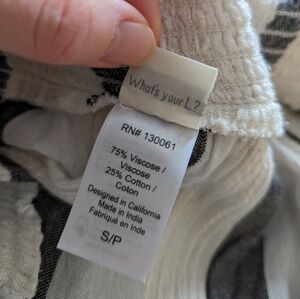 What's your L?
RN# 130061
75% Viscose /
Viscose
25% Cotton /
Coton
Designed in California
Made in India
Fabriqué en Inde
S/P